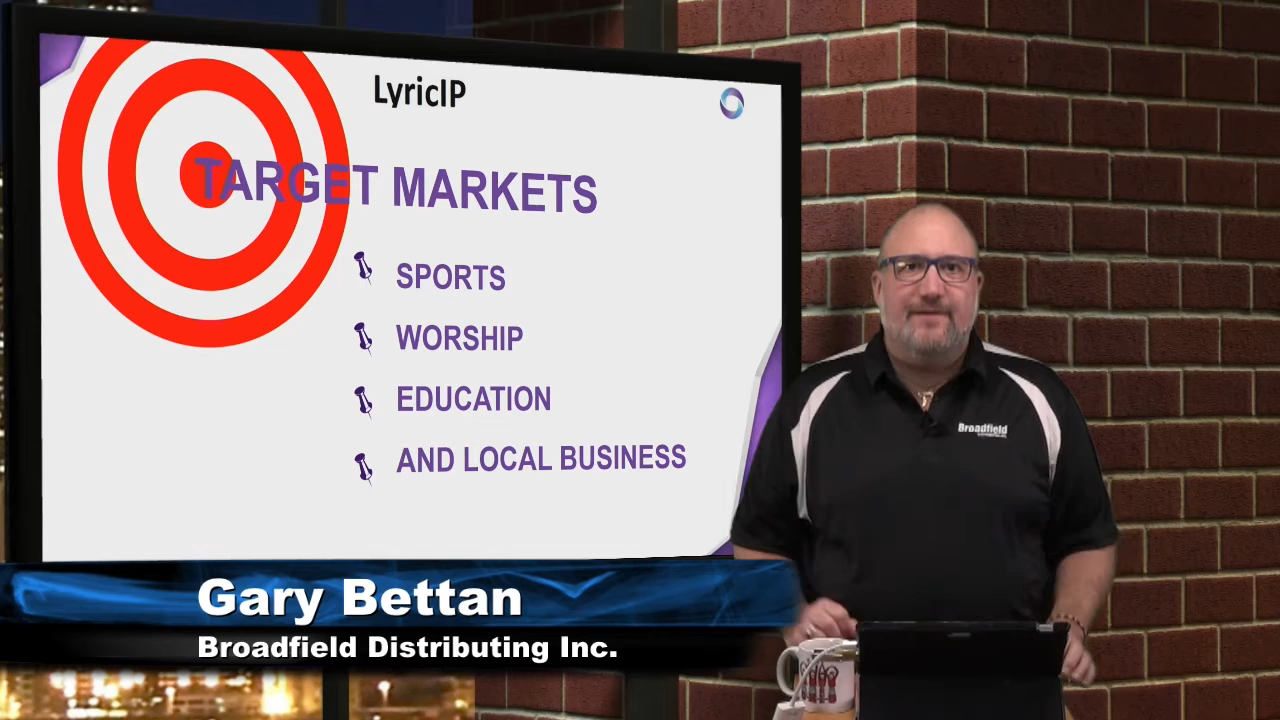 LyricIP
TARGET MARKETS
SPORTS
WORSHIP
EDUCATION
AND LOCAL BUSINESS
Broadfield
Gary Bettan
Broadfield Distributing Inc.